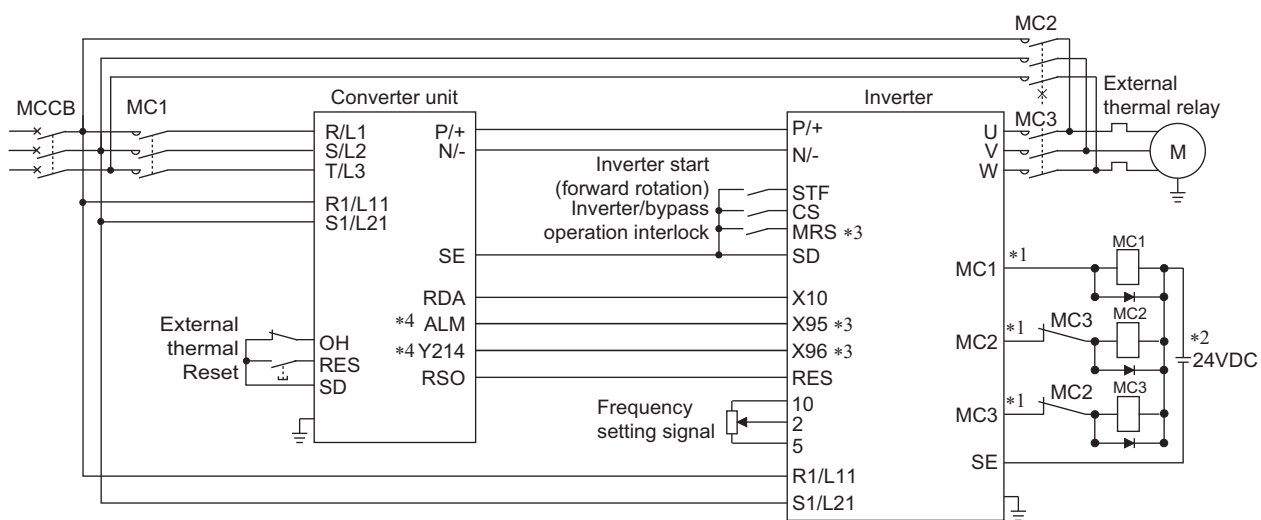 MC2
MCCB
MC1
Converter unit
Inverter
External
thermal relay
MC3
R/L1
S/L2
T/L3
P/+
N/-
P/+
N/-
U
V
W
M
R1/L11
S1/L21
Inverter start
(forward rotation)
Inverter/bypass
operation interlock
STF
CS
MRS *3
SD
SE
RDA
*4 ALM
*4 Y214
RSO
X10
X95 *3
X96 *3
RES
External
thermal
Reset
OH
RES
SD
Frequency
setting signal
10
2
5
R1/L11
S1/L21
MC1
*1
MC1
MC2
*1
MC3
MC2
*2
24VDC
MC3
*1
MC2
MC3
SE